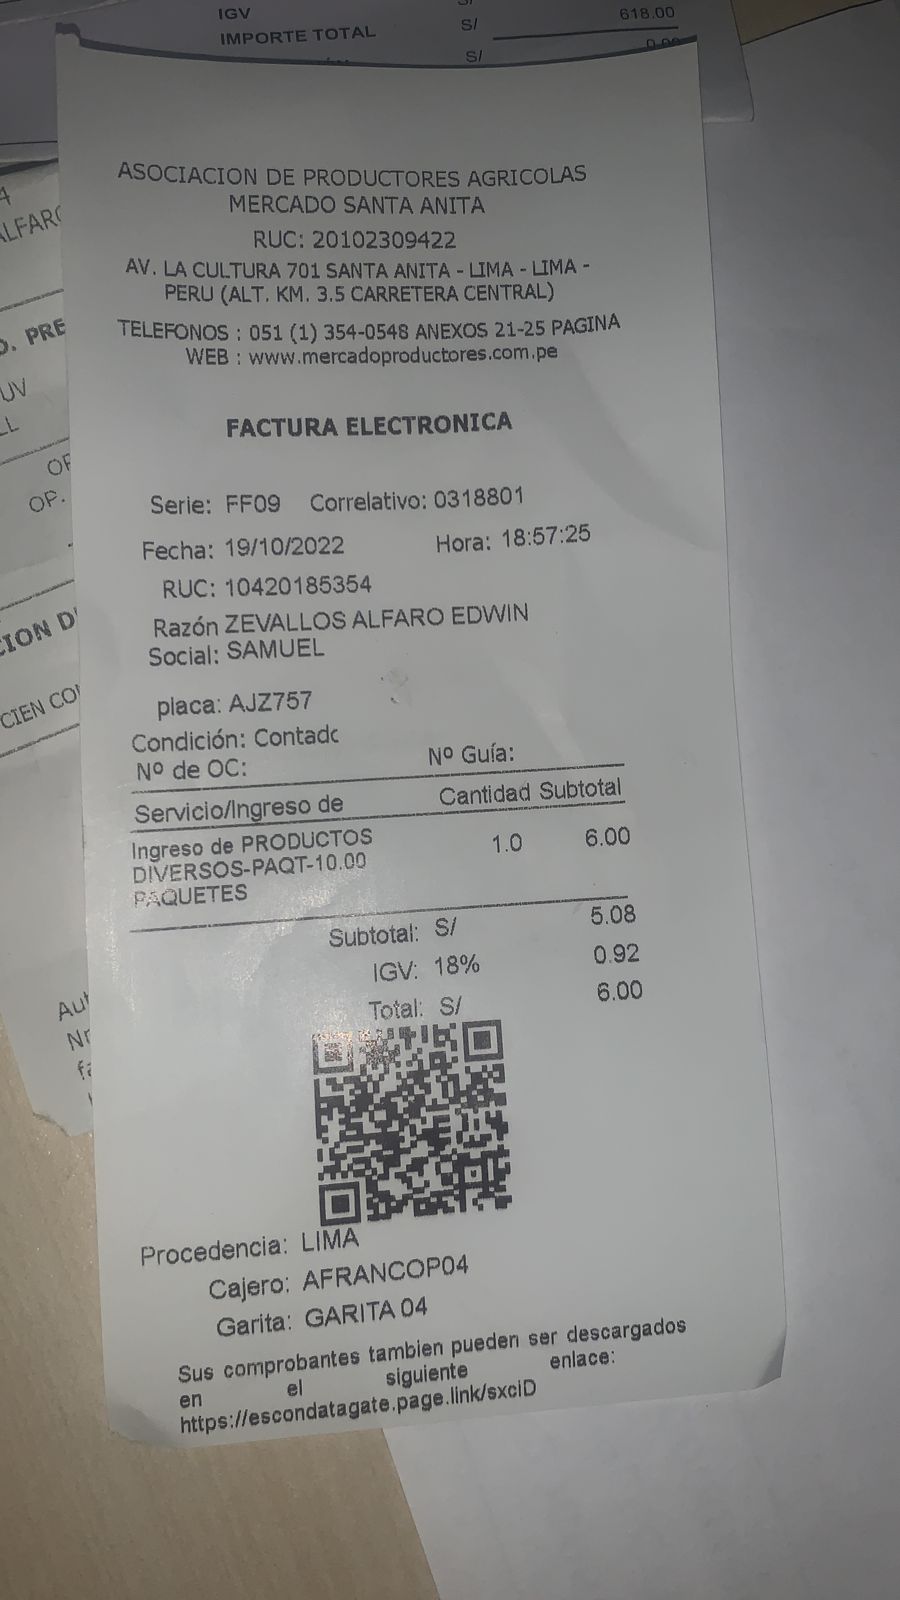 IGV
618.00
IMPORTE TOTAL S/
S/
ASOCIACION DE PRODUCTORES AGRICOLAS
MERCADO SANTA ANITA
RUC: 20102309422
AV. LA CULTURA 701 SANTA ANITA - LIMA - LIMA -
PERU (ALT. KM. 3.5 CARRETERA CENTRAL)
TELEFONOS : 051 (1) 354-0548 ANEXOS 21-25 PAGINA
WEB : www.mercadoproductores.com.pe
FACTURA ELECTRONICA
Serie: FF09 Correlativo: 0318801
Fecha: 19/10/2022 Hora: 18:57:25
RUC: 10420185354
Razón ZEVALLOS ALFARO EDWIN
Social: SAMUEL
placa: AJZ757
Condición: Contado
Nº de OC: Nº Guía:
Servicio/Ingreso de Cantidad Subtotal
Ingreso de PRODUCTOS 1.0 6.00
DIVERSOS-PAQT-10.00
PAQUETES
Subtotal: S/ 5.08
IGV: 18% 0.92
Total: S/ 6.00
Procedencia: LIMA
Cajero: AFRANCOP04
Garita: GARITA 04
Sus comprobantes tambien pueden ser descargados
en el siguiente enlace:
https://escondatagate.page.link/sxciD